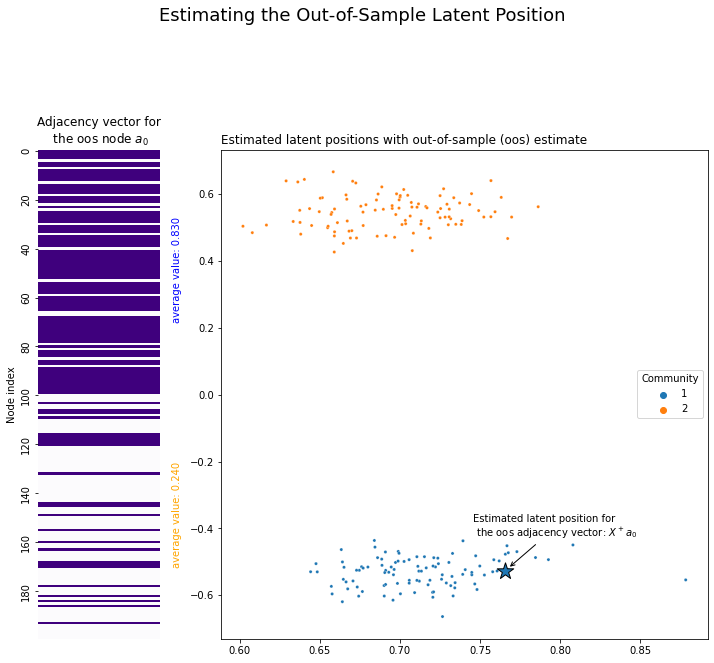 Estimating the Out-of-Sample Latent Position
Adjacency vector for
the oos node a₀
Estimated latent positions with out-of-sample (oos) estimate
Node index
0
20
40
60
80
100
120
140
160
180
average value: 0.830
average value: 0.240
0.6
0.4
0.2
0.0
−0.2
−0.4
−0.6
0.60
0.65
0.70
0.75
0.80
0.85
Community
1
2
Estimated latent position for
the oos adjacency vector: X⁺a₀